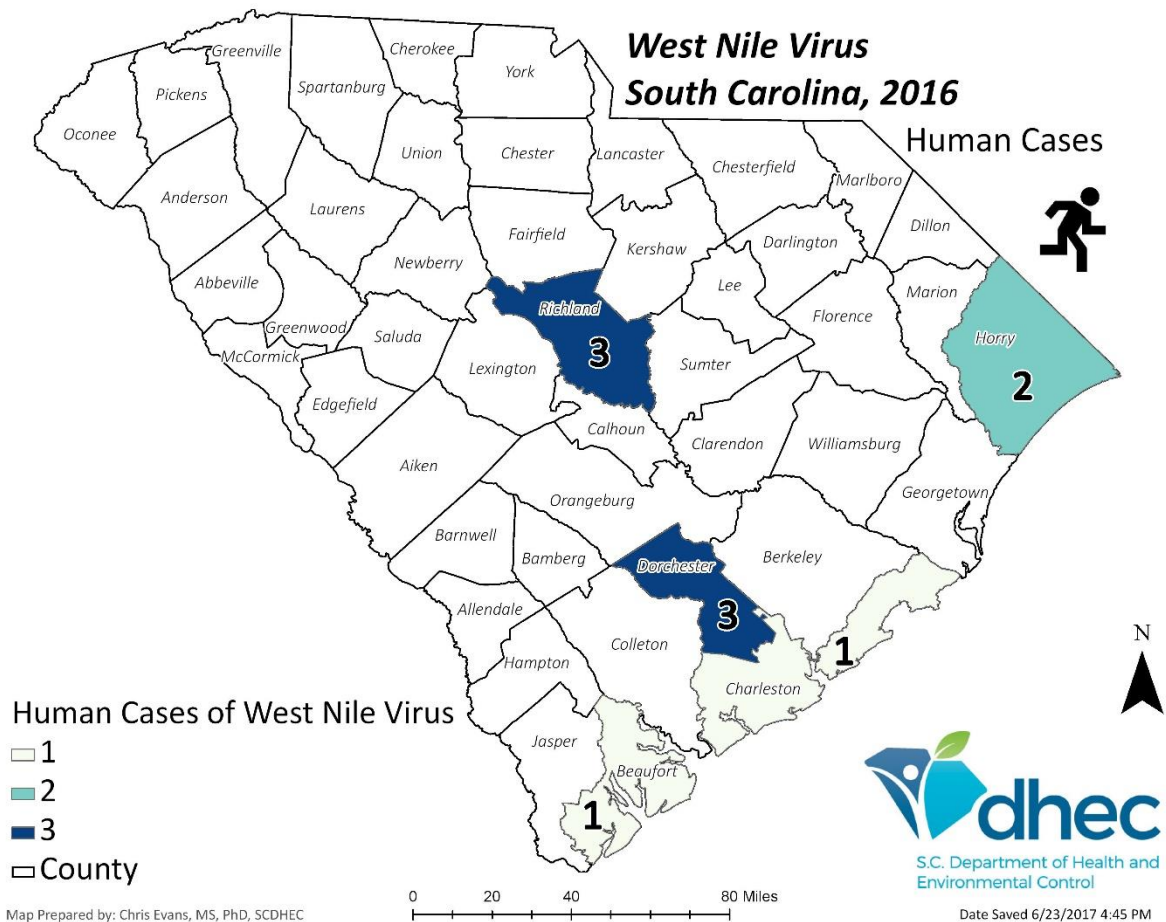 West Nile Virus
South Carolina, 2016
Human Cases
Oconee
Pickens
Greenville
Spartanburg
Cherokee
York
Union
Chester
Lancaster
Chesterfield
Marlboro
Dillon
Anderson
Laurens
Fairfield
Kershaw
Darlington
Lee
Marion
Florence
Abbeville
Newberry
Richland
3
Horry
2
Greenwood
McCormick
Saluda
Lexington
Sumter
Edgefield
Calhoun
Clarendon
Williamsburg
Aiken
Orangeburg
Georgetown
Barnwell
Bamberg
Dorchester
3
Berkeley
Allendale
Colleton
1
Hampton
Charleston
Jasper
Beaufort
1
N
Human Cases of West Nile Virus
1
2
3
County
dhec
S.C. Department of Health and
Environmental Control
0 20 40 80 Miles
Map Prepared by: Chris Evans, MS, PhD, SCDHEC
Date Saved 6/23/2017 4:45 PM